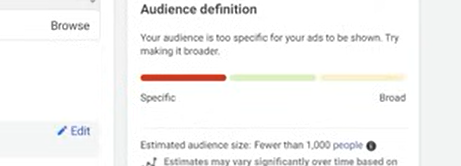 Audience definition
Browse
Your audience is too specific for your ads to be shown. Try
making it broader.
Specific Broad
Edit
Estimated audience size: Fewer than 1,000 people
Estimates may vary significantly over time based on